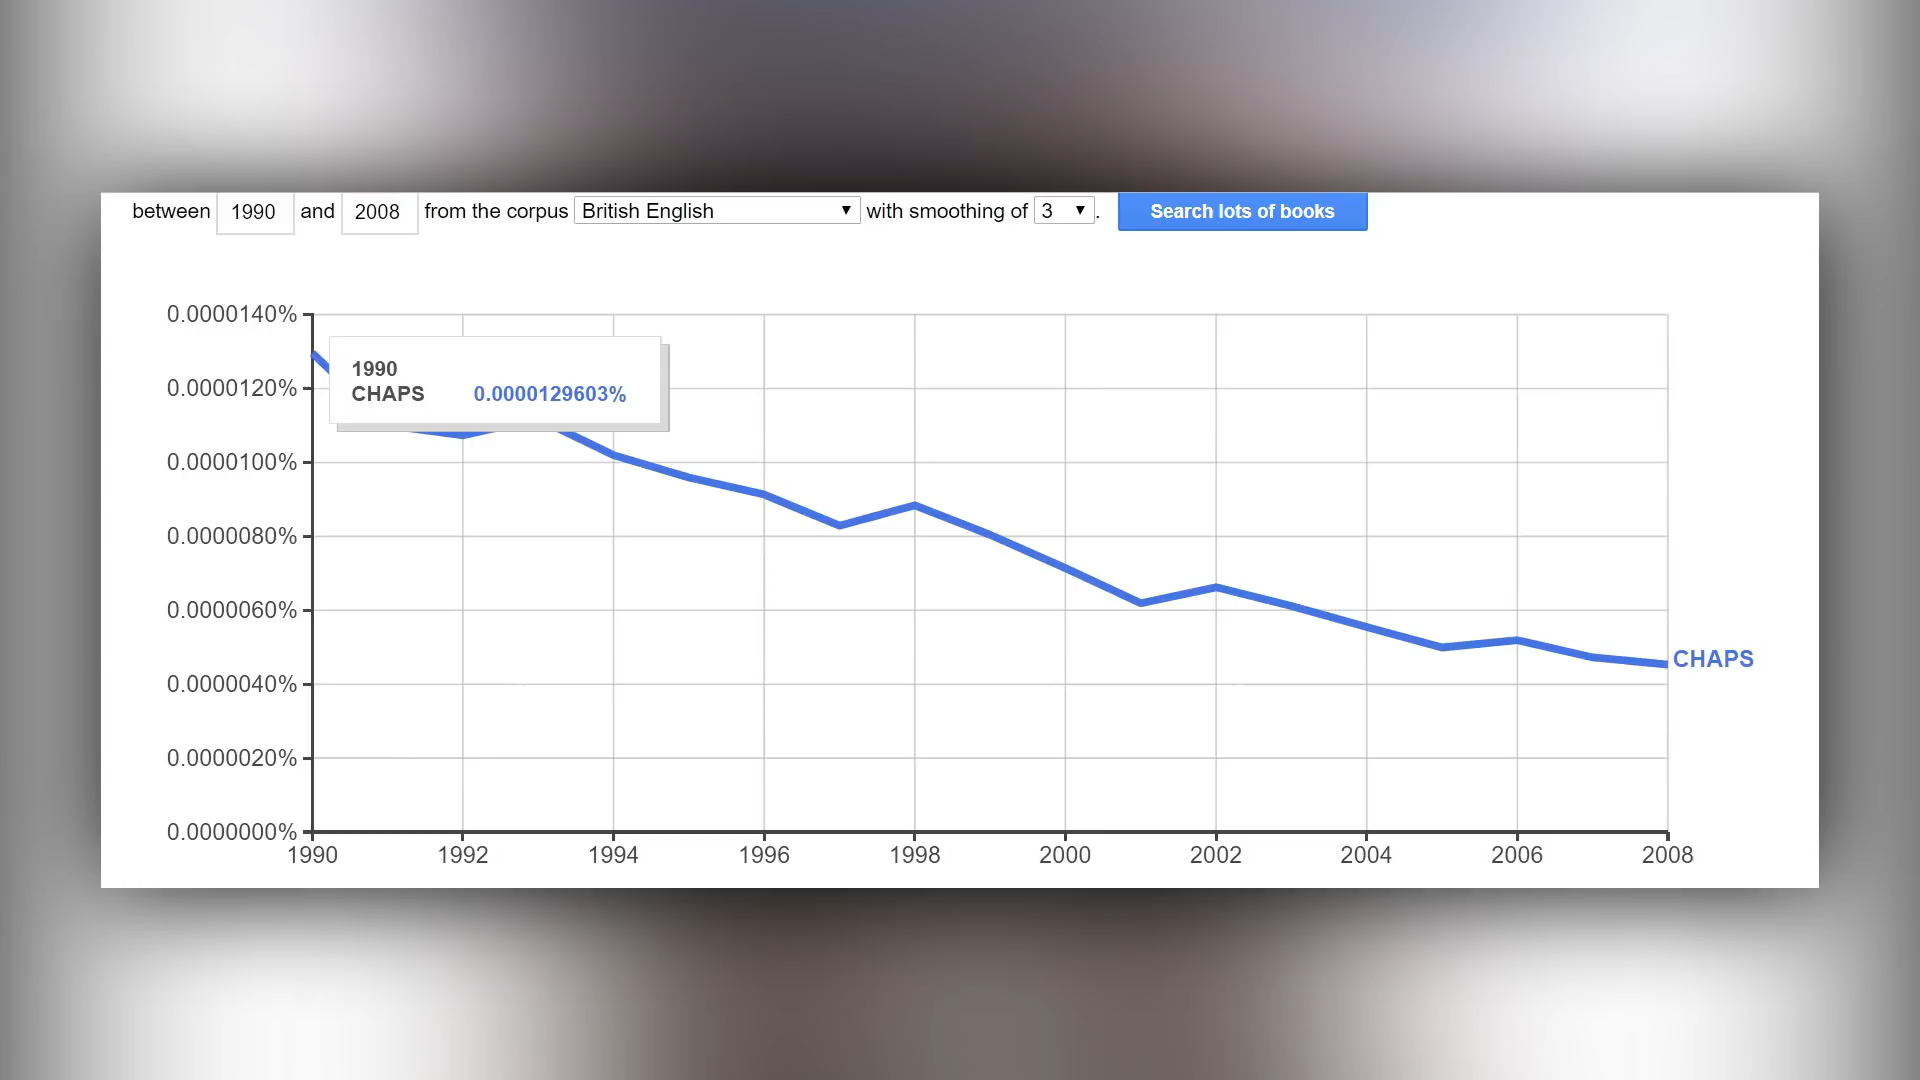 between 1990 and 2008 from the corpus British English with smoothing of 3 . Search lots of books
0.0000140%
0.0000120%
0.0000100%
0.0000080%
0.0000060%
0.0000040%
0.0000020%
0.0000000%
1990
CHAPS 0.0000129603%
CHAPS
1990 1992 1994 1996 1998 2000 2002 2004 2006 2008